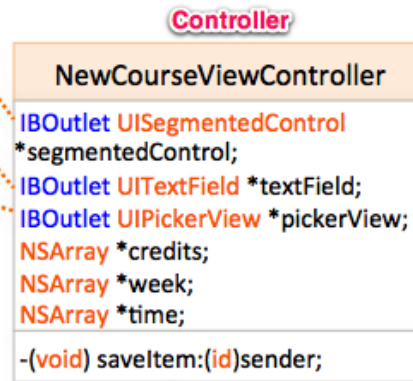 Controller
NewCourseViewController
IBOutlet UISegmentedControl
*segmentedControl;
IBOutlet UITextField *textField;
IBOutlet UIPickerView *pickerView;
NSArray *credits;
NSArray *week;
NSArray *time;
-(void) saveItem:(id)sender;